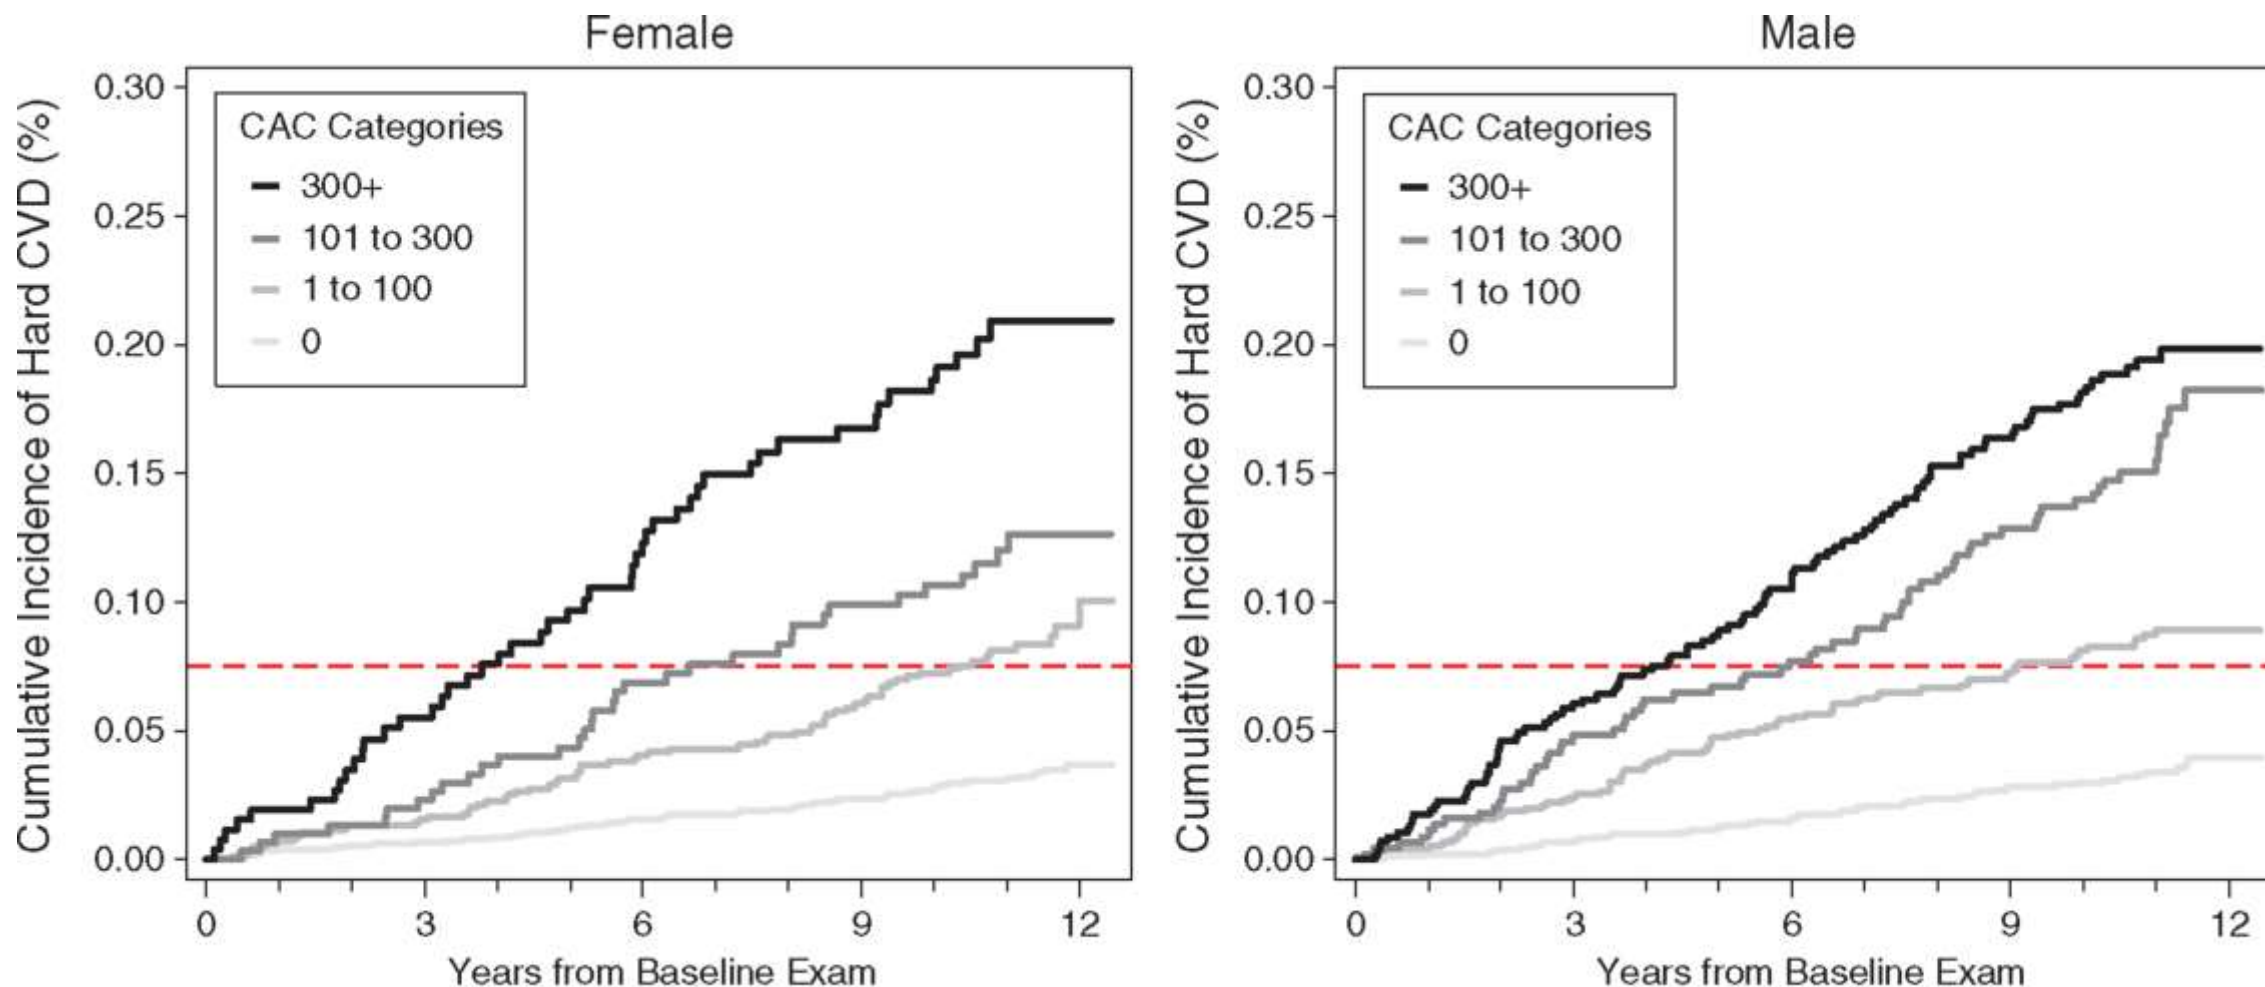 Female
Cumulative Incidence of Hard CVD (%)
0.30
0.25
0.20
0.15
0.10
0.05
0.00
CAC Categories
300+
101 to 300
1 to 100
0
0 3 6 9 12
Years from Baseline Exam
Male
Cumulative Incidence of Hard CVD (%)
0.30
0.25
0.20
0.15
0.10
0.05
0.00
CAC Categories
300+
101 to 300
1 to 100
0
0 3 6 9 12
Years from Baseline Exam